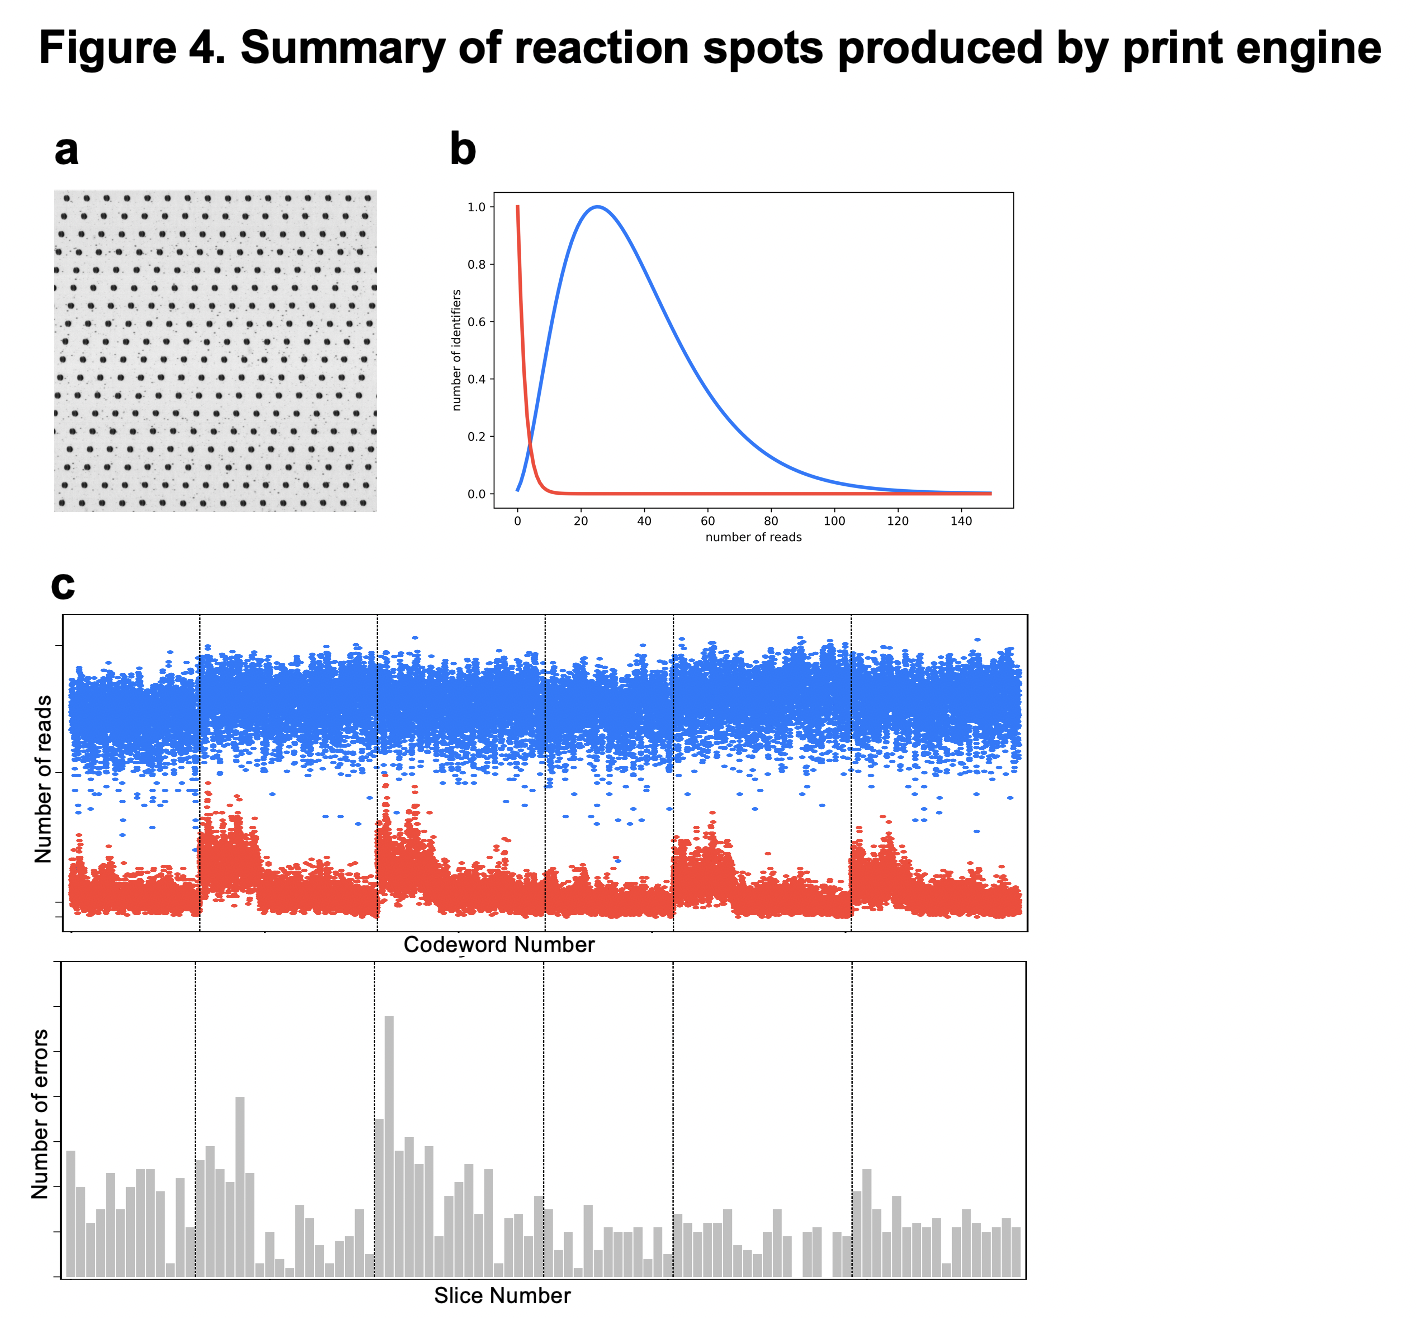 Figure 4. Summary of reaction spots produced by print engine
a
b
1.0
0.8
0.6
0.4
0.2
0.0
number of identifiers
0 20 40 60 80 100 120 140
number of reads
c
Number of reads
Codeword Number
Number of errors
Slice Number